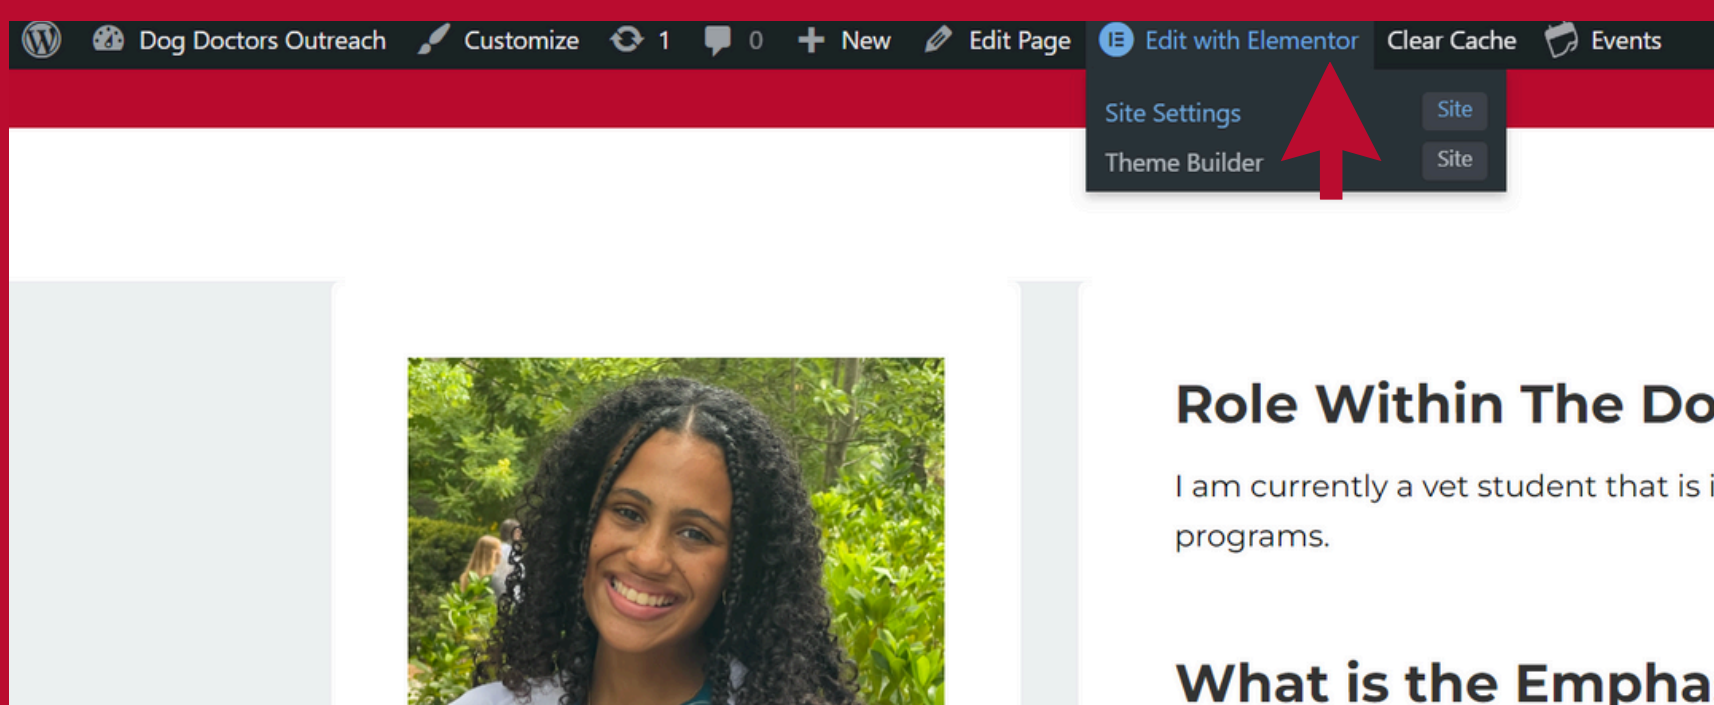 Dog Doctors Outreach Customize 1 0 New Edit Page Edit with Elementor Clear Cache Events
Site Settings Site
Theme Builder Site
Role Within The Do
I am currently a vet student that is i
programs.
What is the Empha